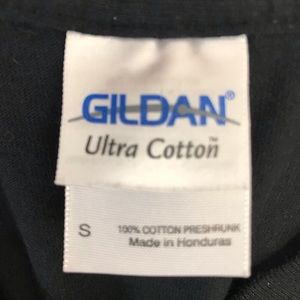 GILDAN®
Ultra Cotton™
S
100% COTTON PRESHRUNK
Made in Honduras